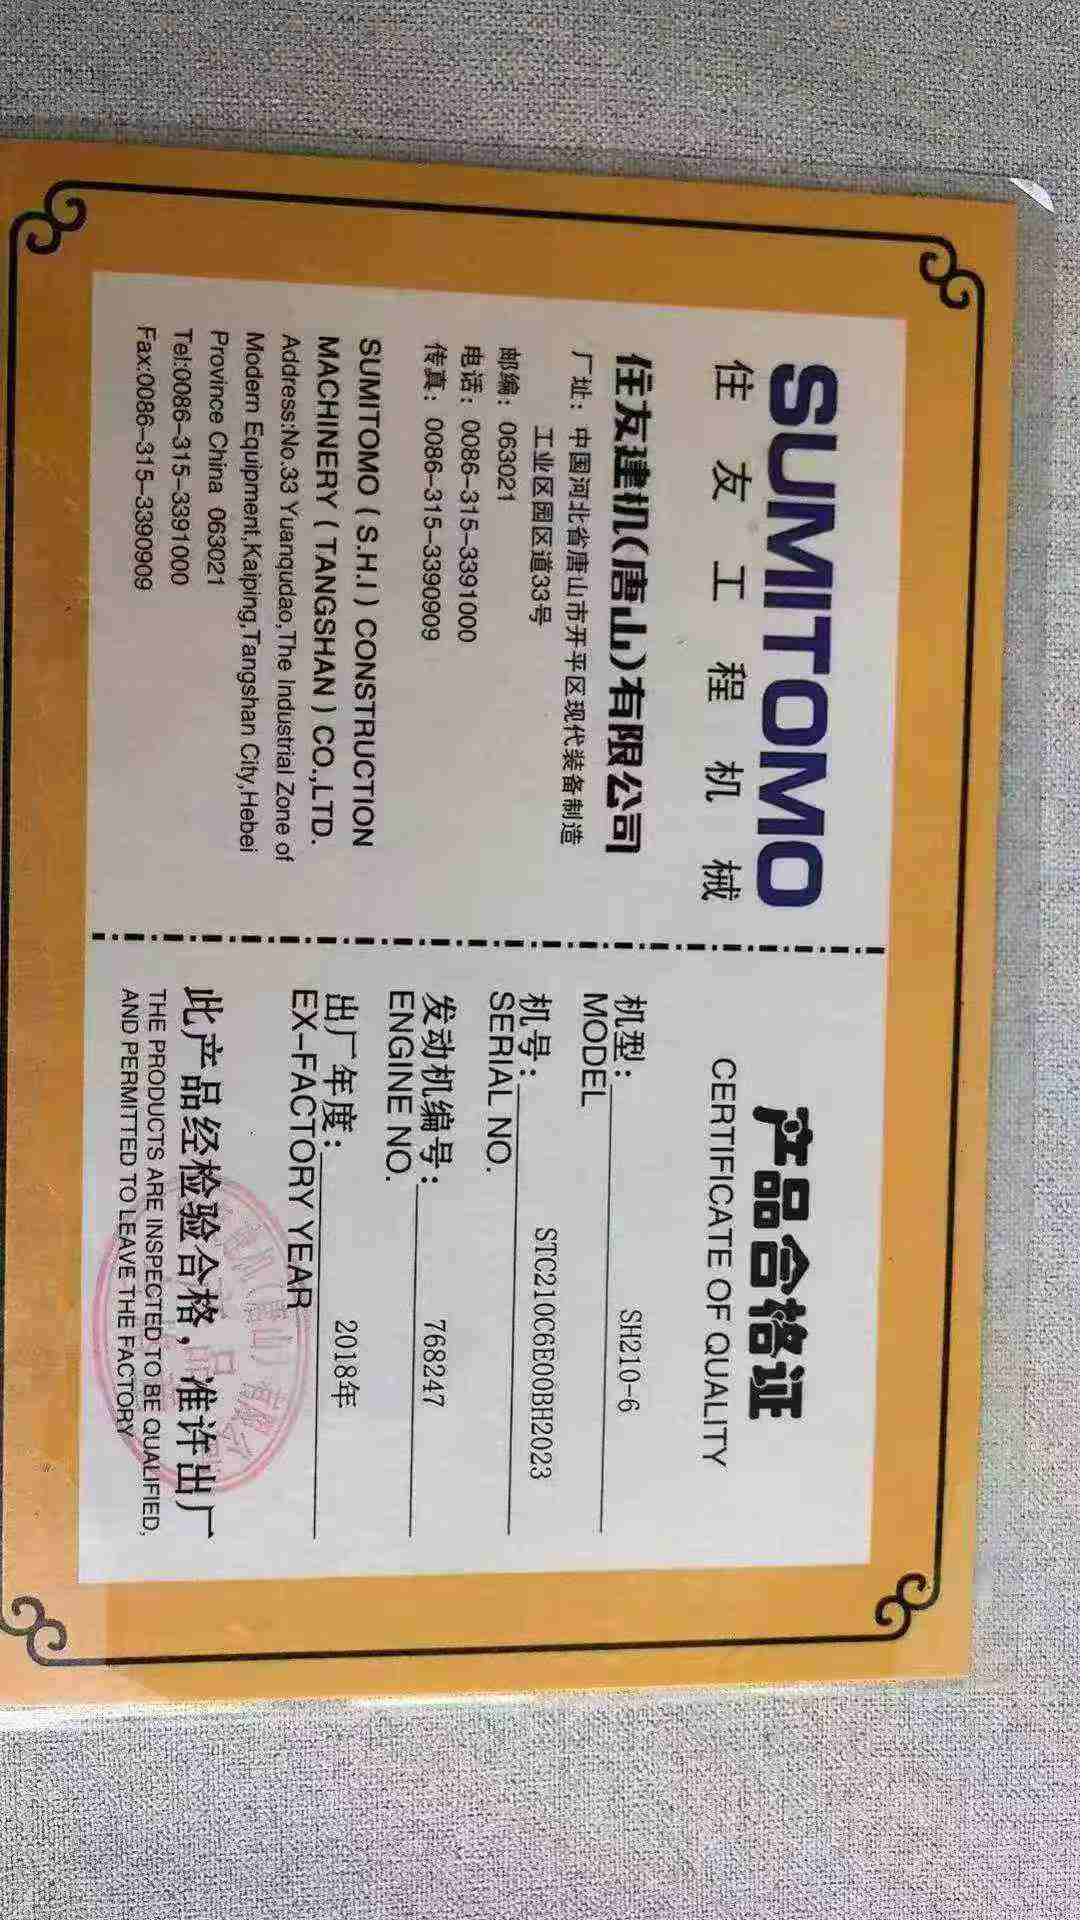 SUMITOMO
住友工程机械
住友建机(唐山)有限公司
厂址：中国河北省唐山市开平区现代装备制造
工业区园区道33号
邮编：063021
电话：0086-315-3391000
传真：0086-315-3390909
SUMITOMO（S.H.I）CONSTRUCTION
MACHINERY（TANGSHAN）CO.,LTD.
Address:No.33 Yuanqudao,The Industrial Zone of
Modern Equipment,Kaiping,Tangshan City,Hebei
Province China 063021
Tel:0086-315-3391000
Fax:0086-315-3390909
产品合格证
CERTIFICATE OF QUALITY
机型： SH210-6
MODEL
机号： STC210C6E00BH2023
SERIAL NO.
发动机编号： 768247
ENGINE NO.
出厂年度： 2018年
EX-FACTORY YEAR
此产品经检验合格，准许出厂
THE PRODUCTS ARE INSPECTED TO BE QUALIFIED,
AND PERMITTED TO LEAVE THE FACTORY